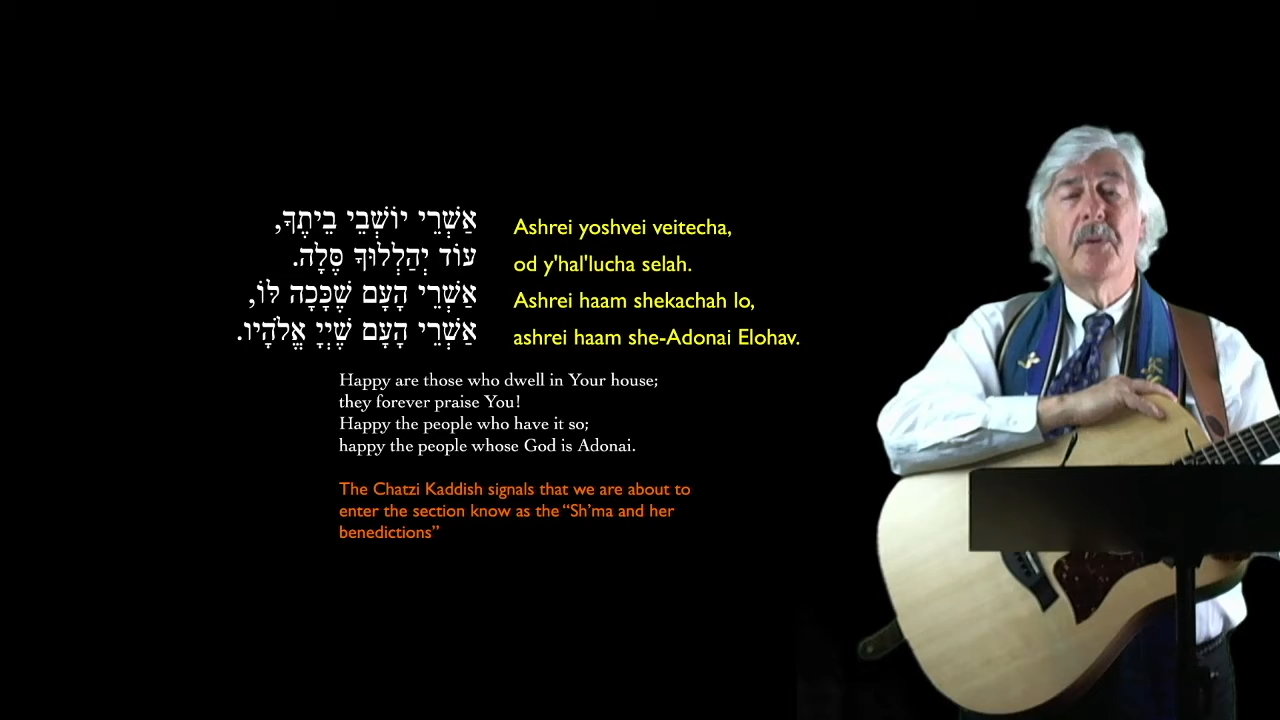 אַשְׁרֵי יוֹשְׁבֵי בֵיתֶךָ,
עוֹד יְהַלְלוּךָ סֶּלָה.
אַשְׁרֵי הָעָם שֶׁכָּכָה לּוֹ,
אַשְׁרֵי הָעָם שֶׁיְיָ אֱלֹהָיו.
Ashrei yoshvei veitecha,
od y'hal'lucha selah.
Ashrei haam shekachah lo,
ashrei haam she-Adonai Elohav.
Happy are those who dwell in Your house;
they forever praise You!
Happy the people who have it so;
happy the people whose God is Adonai.
The Chatzi Kaddish signals that we are about to
enter the section know as the “Sh’ma and her
benedictions”